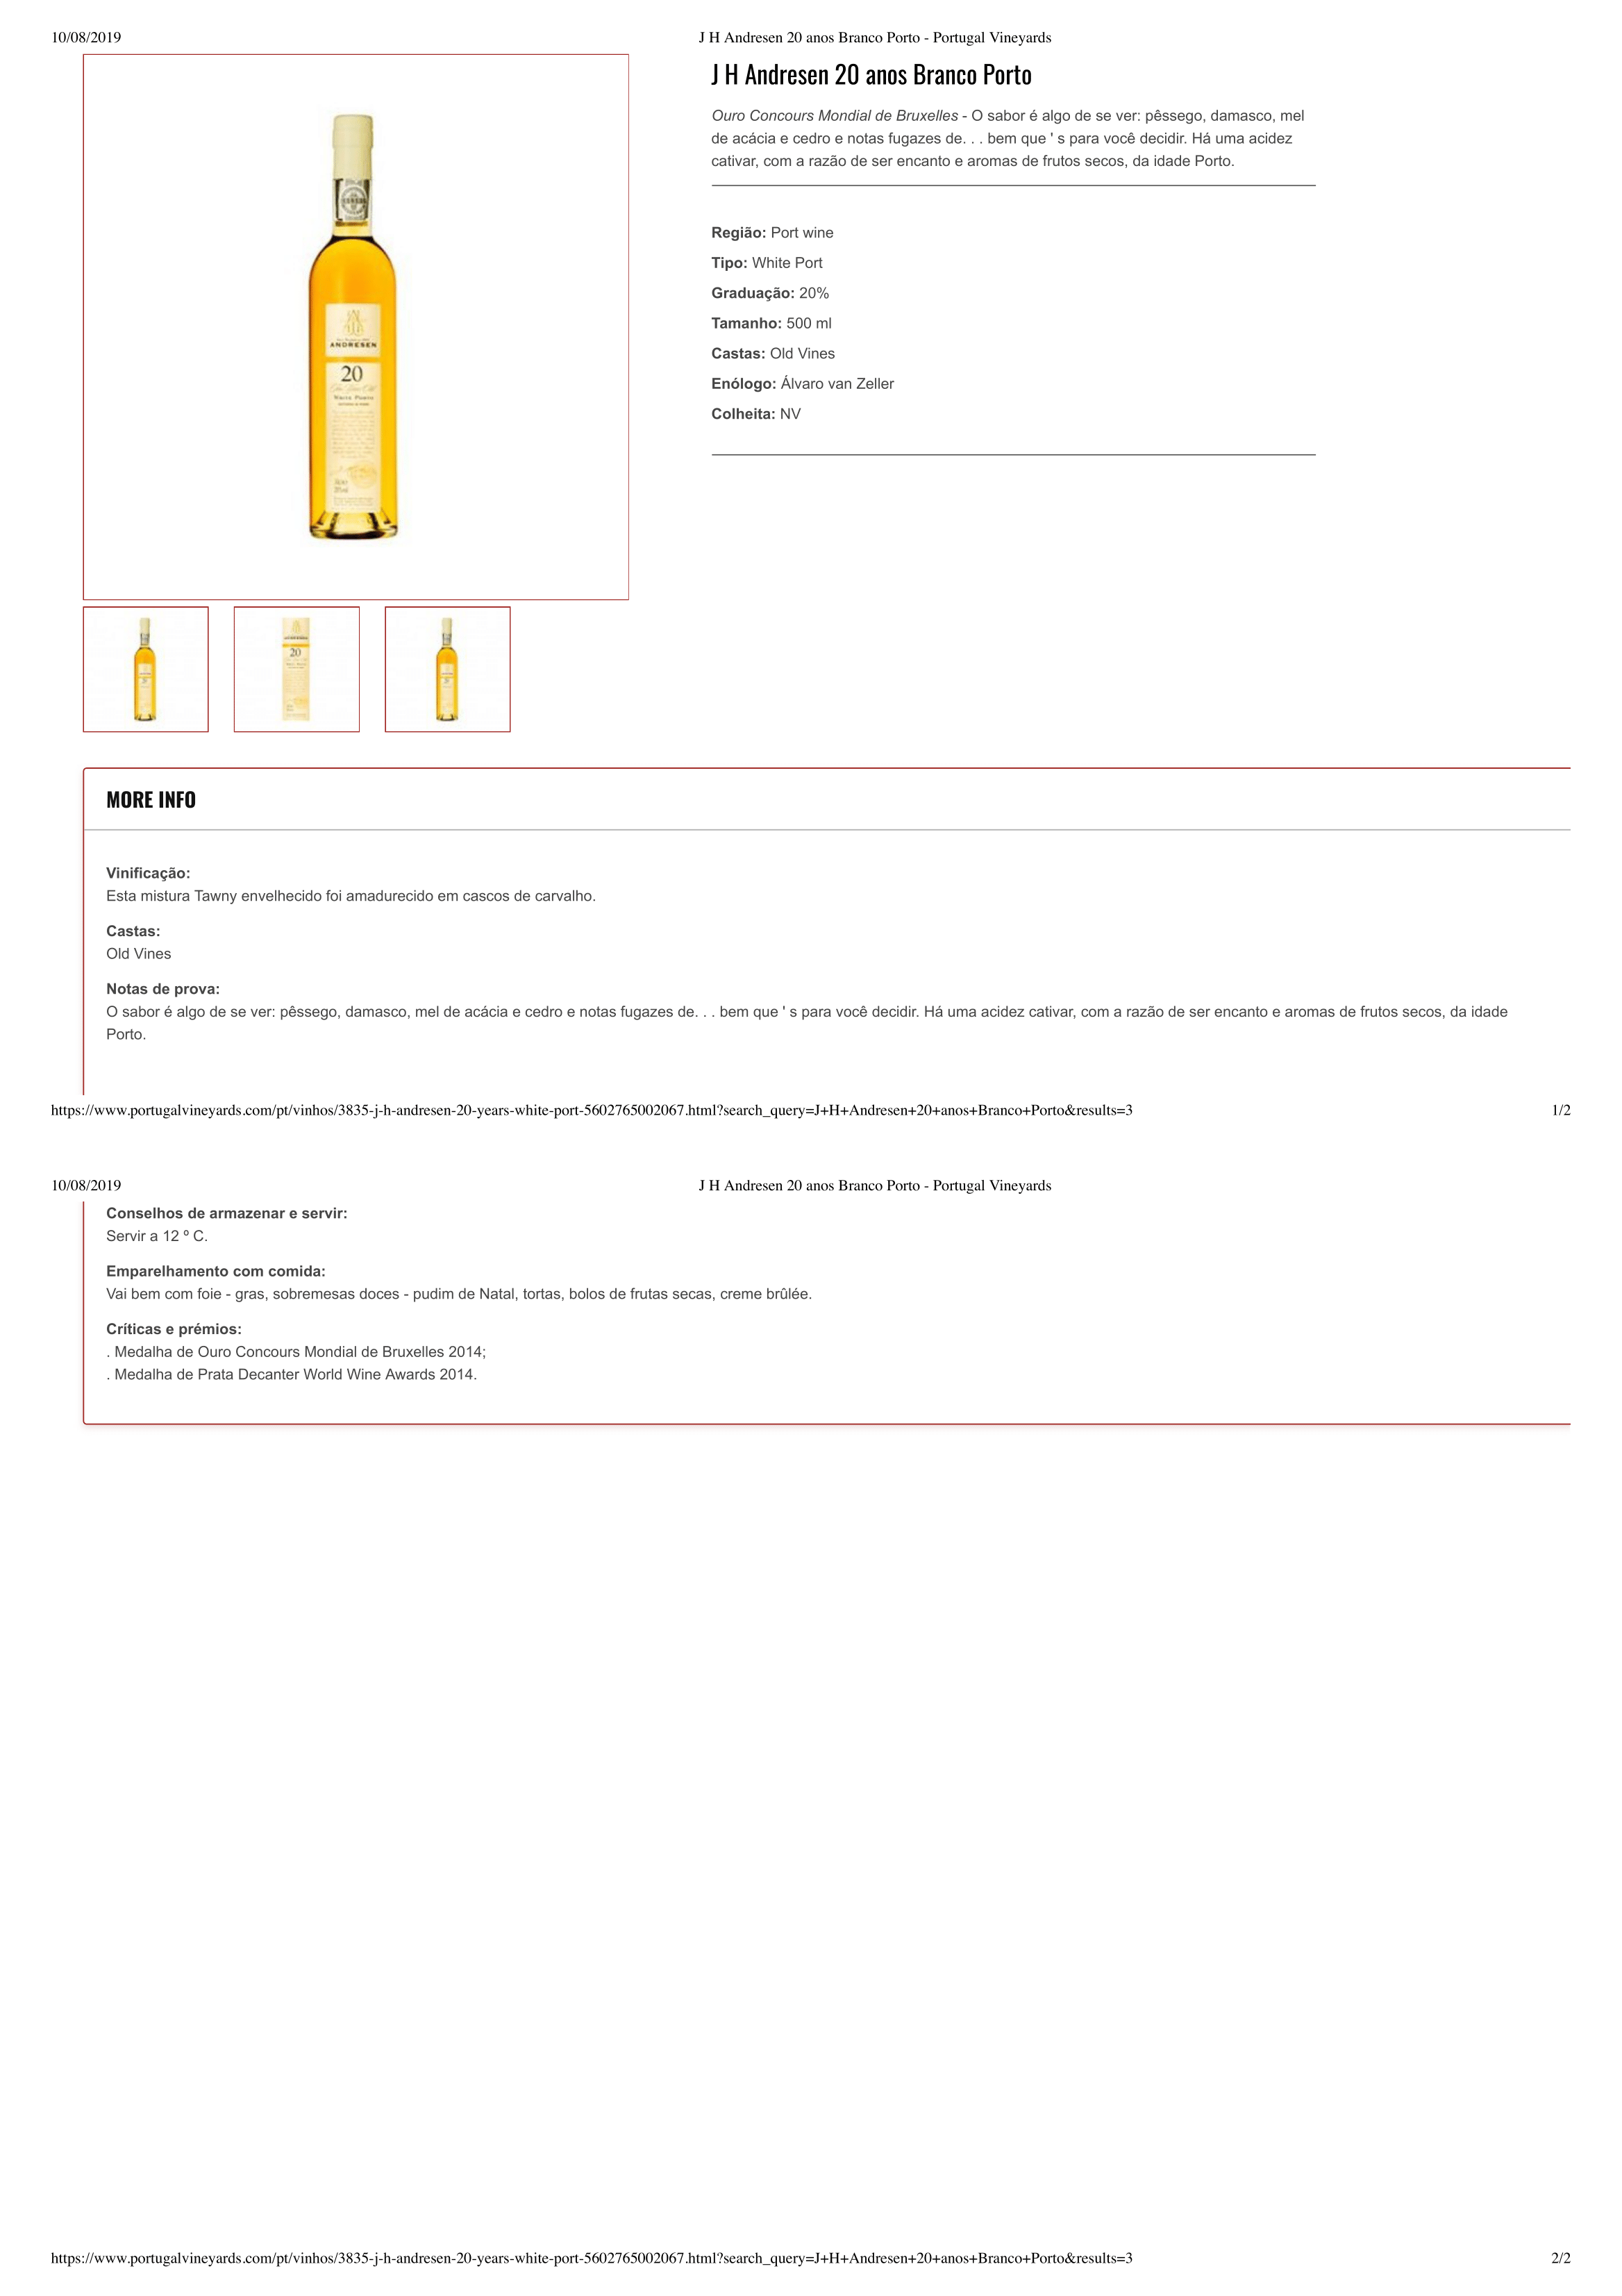 10/08/2019
J H Andresen 20 anos Branco Porto - Portugal Vineyards
J H Andresen 20 anos Branco Porto
Ouro Concours Mondial de Bruxelles - O sabor é algo de se ver: pêssego, damasco, mel
de acácia e cedro e notas fugazes de. . . bem que ' s para você decidir. Há uma acidez
cativar, com a razão de ser encanto e aromas de frutos secos, da idade Porto.
Região: Port wine
Tipo: White Port
Graduação: 20%
Tamanho: 500 ml
Castas: Old Vines
Enólogo: Álvaro van Zeller
Colheita: NV
ANDRESEN
20
White Porto
20
MORE INFO
Vinificação:
Esta mistura Tawny envelhecido foi amadurecido em cascos de carvalho.
Castas:
Old Vines
Notas de prova:
O sabor é algo de se ver: pêssego, damasco, mel de acácia e cedro e notas fugazes de. . . bem que ' s para você decidir. Há uma acidez cativar, com a razão de ser encanto e aromas de frutos secos, da idade
Porto.
https://www.portugalvineyards.com/pt/vinhos/3835-j-h-andresen-20-years-white-port-5602765002067.html?search_query=J+H+Andresen+20+anos+Branco+Porto&results=3
1/2
10/08/2019
J H Andresen 20 anos Branco Porto - Portugal Vineyards
Conselhos de armazenar e servir:
Servir a 12 º C.
Emparelhamento com comida:
Vai bem com foie - gras, sobremesas doces - pudim de Natal, tortas, bolos de frutas secas, creme brûlée.
Críticas e prémios:
. Medalha de Ouro Concours Mondial de Bruxelles 2014;
. Medalha de Prata Decanter World Wine Awards 2014.
https://www.portugalvineyards.com/pt/vinhos/3835-j-h-andresen-20-years-white-port-5602765002067.html?search_query=J+H+Andresen+20+anos+Branco+Porto&results=3
2/2